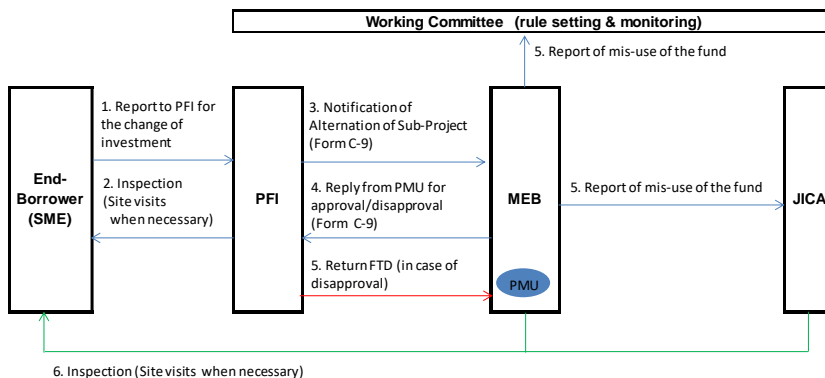 Working Committee (rule setting & monitoring)
5. Report of mis-use of the fund
1. Report to PFI for
the change of
investment
3. Notification of
Alternation of Sub-Project
(Form C-9)
End-
Borrower
(SME)
2. Inspection
(Site visits
when necessary)
PFI
4. Reply from PMU for
approval/disapproval
(Form C-9)
MEB
5. Report of mis-use of the fund
JICA
5. Return FTD (in case of
disapproval)
PMU
6. Inspection (Site visits when necessary)